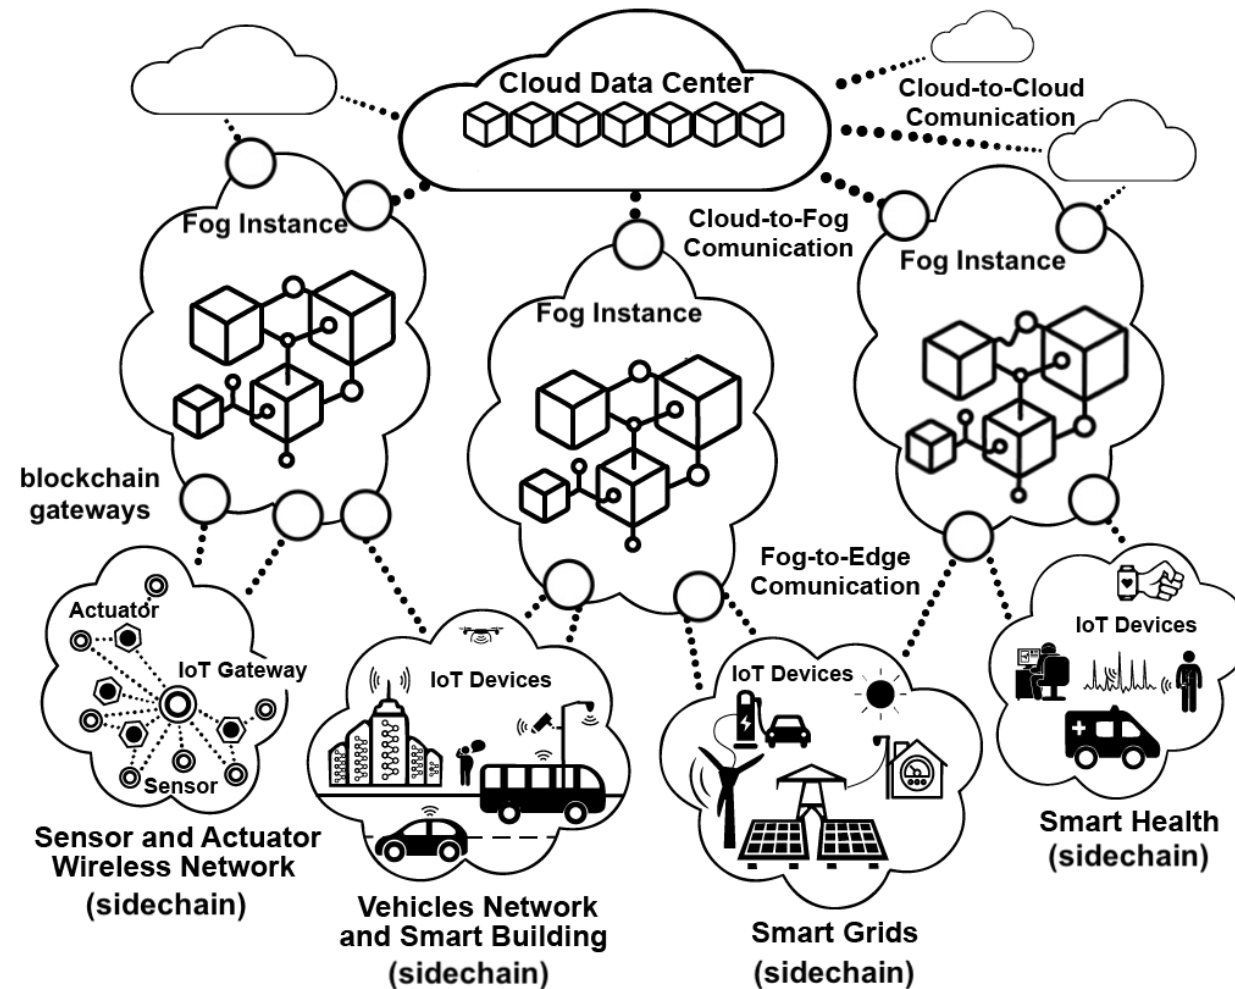 Cloud Data Center
Cloud-to-Cloud
Comunication
Fog Instance
Cloud-to-Fog
Comunication
Fog Instance
Fog Instance
blockchain
gateways
Fog-to-Edge
Comunication
Actuator
IoT Gateway
Sensor
IoT Devices
IoT Devices
IoT Devices
Sensor and Actuator
Wireless Network
(sidechain)
Vehicles Network
and Smart Building
(sidechain)
Smart Grids
(sidechain)
Smart Health
(sidechain)